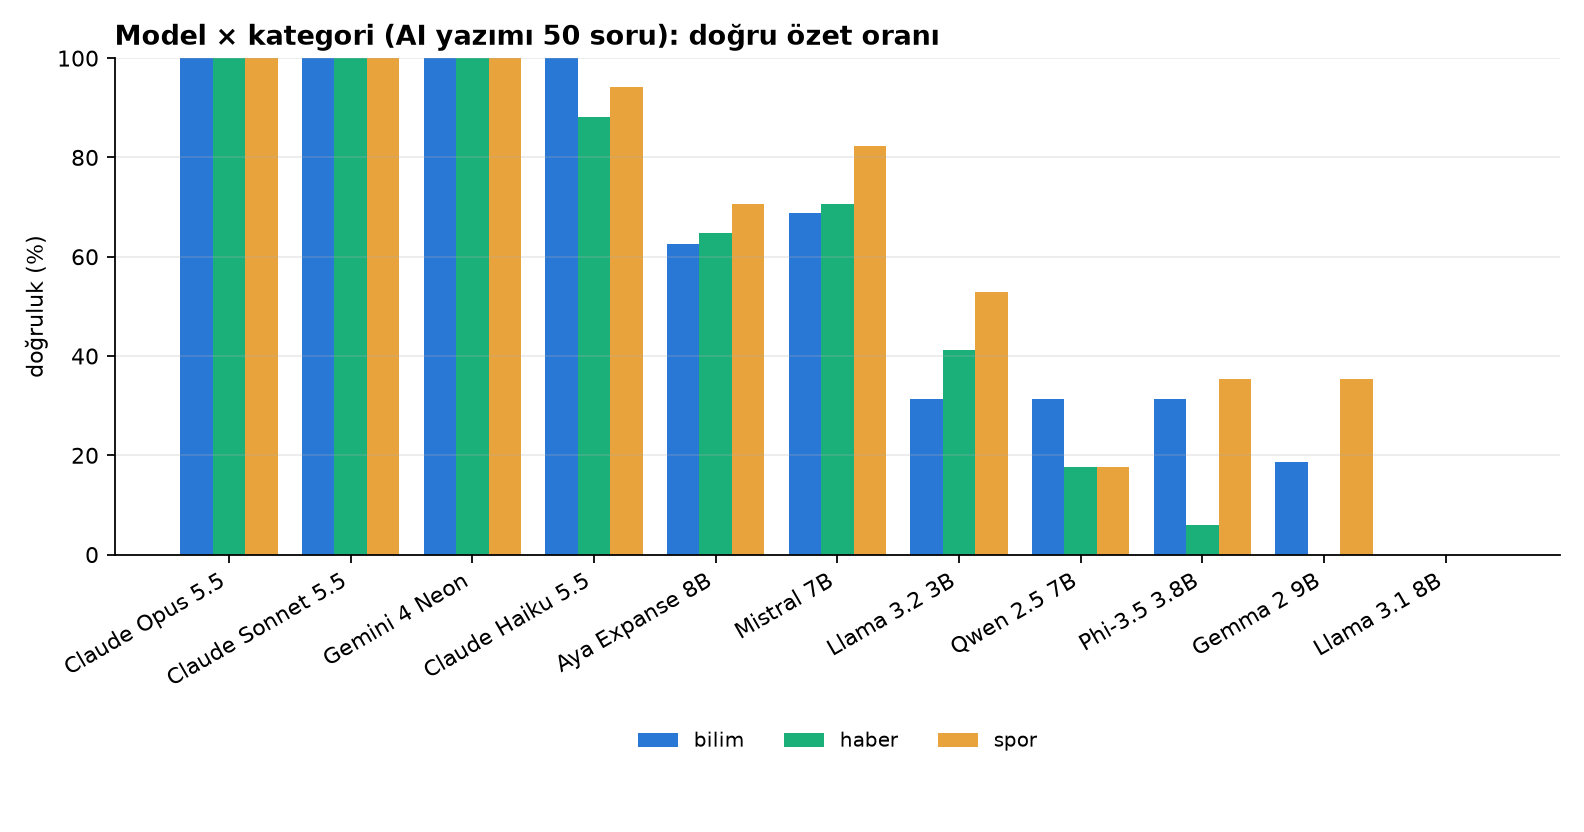 Model × kategori (AI yazımı 50 soru): doğru özet oranı
doğruluk (%)
100
80
60
40
20
0
Claude Opus 5.5
Claude Sonnet 5.5
Gemini 4 Neon
Claude Haiku 5.5
Aya Expanse 8B
Mistral 7B
Llama 3.2 3B
Qwen 2.5 7B
Phi-3.5 3.8B
Gemma 2 9B
Llama 3.1 8B
bilim haber spor